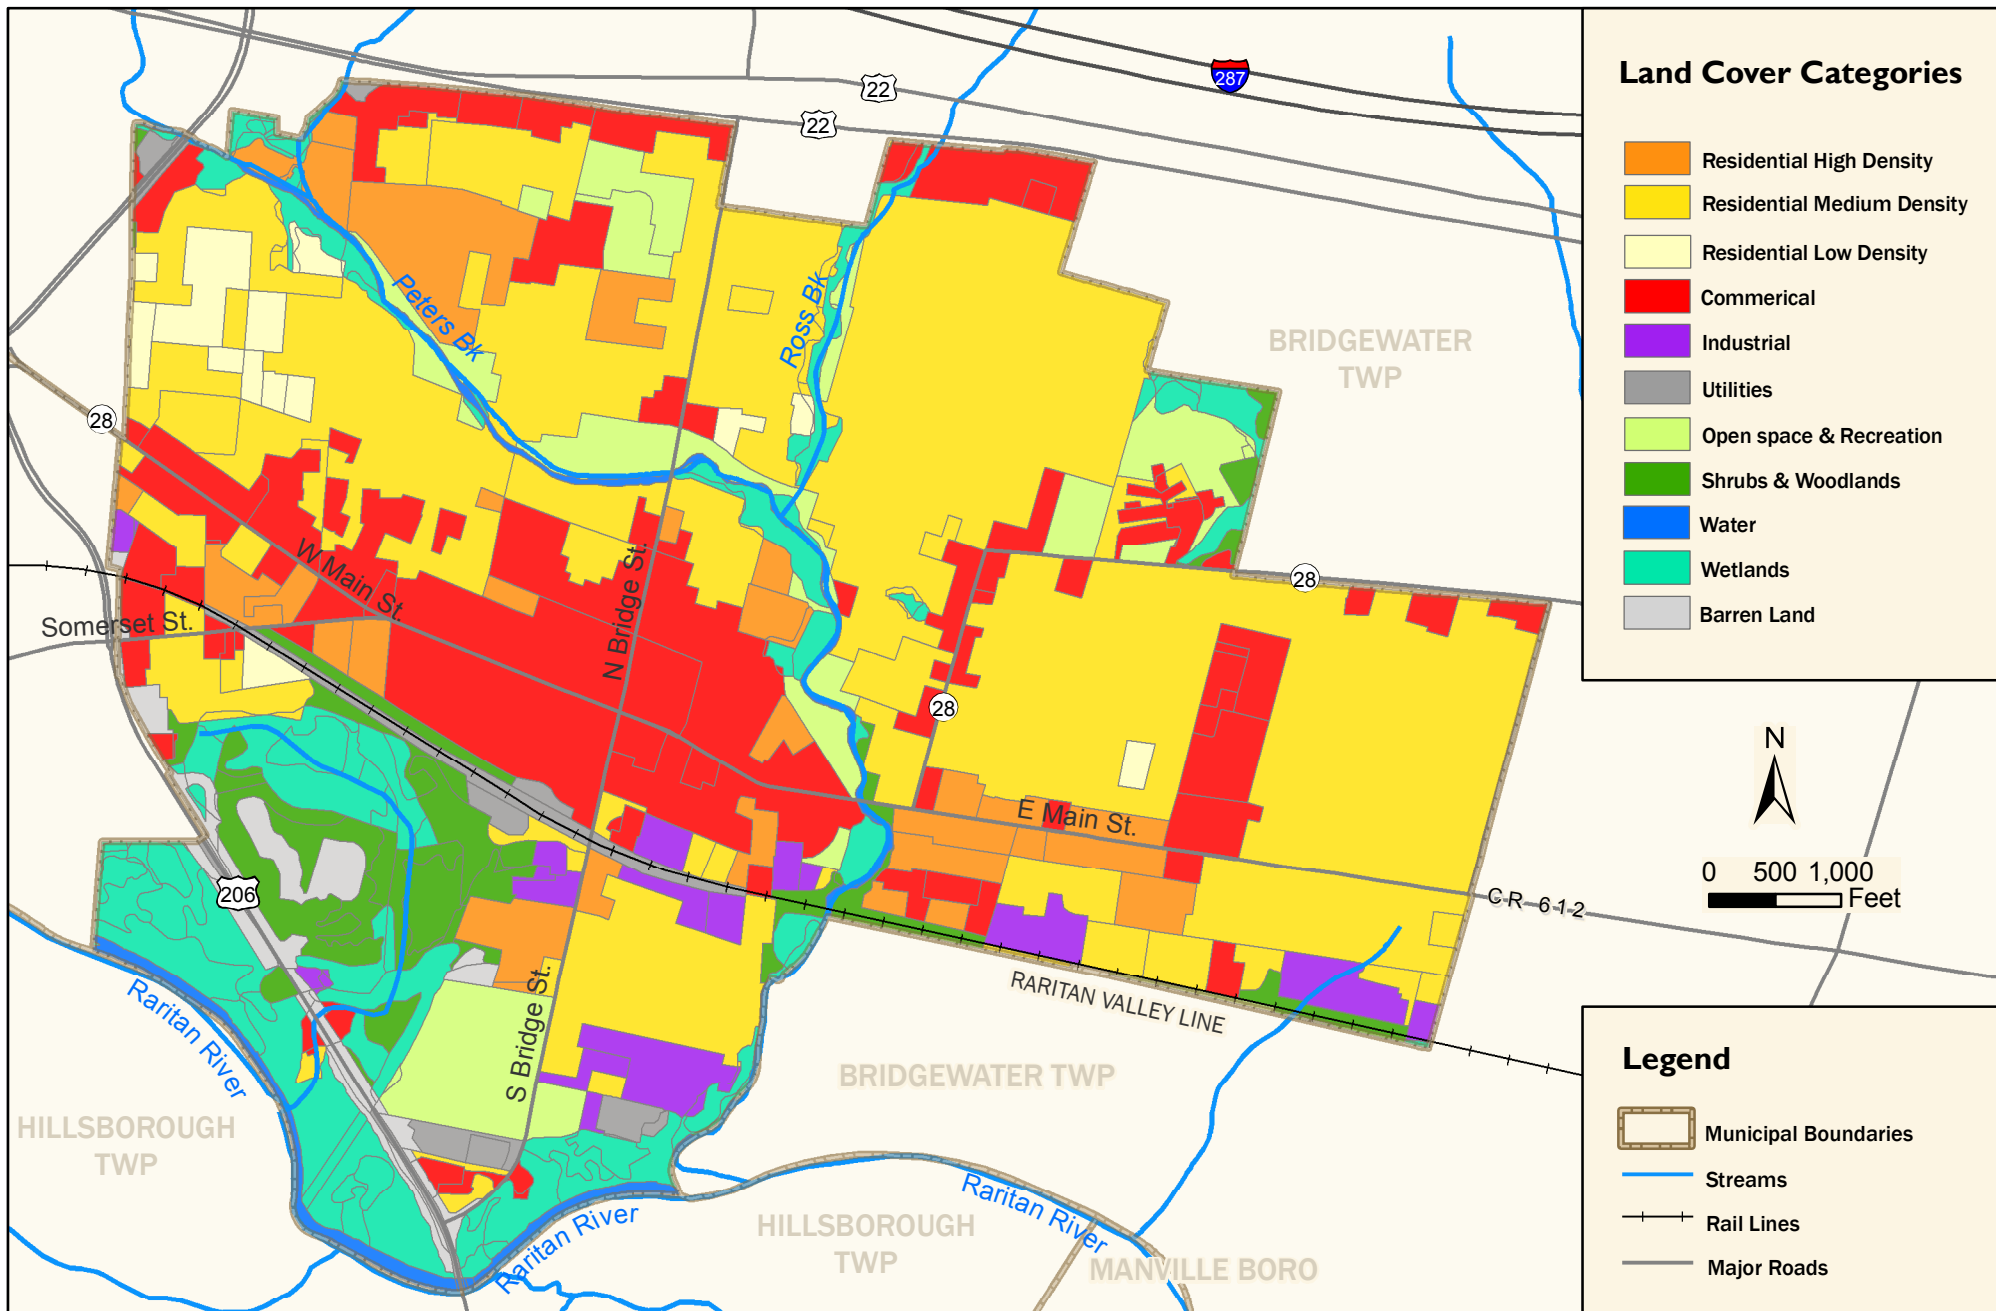 22
22
287
Peters Bk
Ross Bk
BRIDGEWATER
TWP
28
W Main St.
N Bridge St.
28
Somerset St.
28
E Main St.
206
CR 612
S Bridge St.
RARITAN VALLEY LINE
Raritan River
BRIDGEWATER TWP
HILLSBOROUGH
TWP
Raritan River
HILLSBOROUGH
TWP
Raritan River
MANVILLE BORO
Land Cover Categories
Residential High Density
Residential Medium Density
Residential Low Density
Commerical
Industrial
Utilities
Open space & Recreation
Shrubs & Woodlands
Water
Wetlands
Barren Land
N
0 500 1,000
Feet
Legend
Municipal Boundaries
Streams
Rail Lines
Major Roads